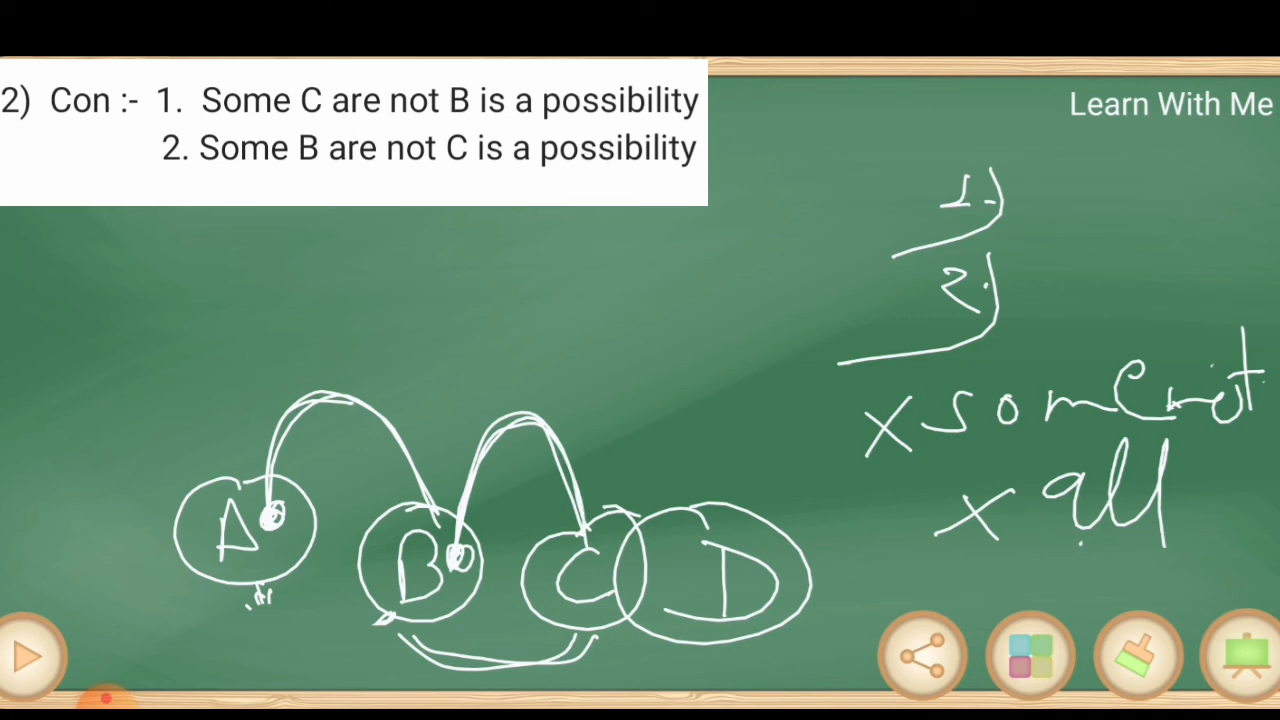 2) Con :- 1. Some C are not B is a possibility
2. Some B are not C is a possibility
Learn With Me
1.)
2.)
x some not
x all
A B C D